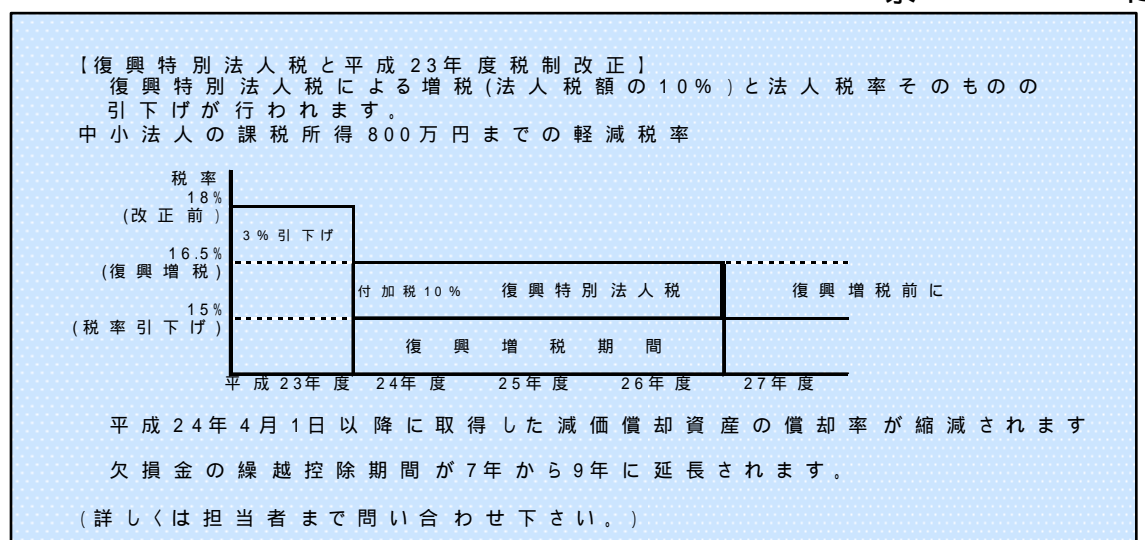 【復興特別法人税と平成23年度税制改正】
復興特別法人税による増税(法人税額の10%)と法人税率そのものの
引下げが行われます。
中小法人の課税所得800万円までの軽減税率
税率
18%
(改正前)
3%引下げ
16.5%
(復興増税)
付加税10% 復興特別法人税 復興増税前に
15%
(税率引下げ)
復興増税期間
平成23年度 24年度 25年度 26年度 27年度
平成24年4月1日以降に取得した減価償却資産の償却率が縮減されます
欠損金の繰越控除期間が7年から9年に延長されます。
(詳しくは担当者まで問い合わせ下さい。)